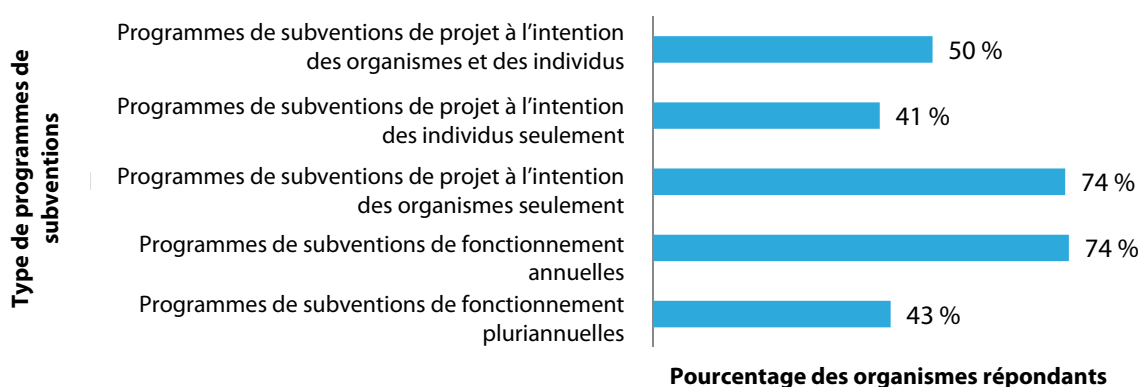 Type de programmes de
subventions
Programmes de subventions de projet à l’intention
des organismes et des individus
50 %
Programmes de subventions de projet à l’intention
des individus seulement
41 %
Programmes de subventions de projet à l’intention
des organismes seulement
74 %
Programmes de subventions de fonctionnement
annuelles
74 %
Programmes de subventions de fonctionnement
pluriannuelles
43 %
Pourcentage des organismes répondants